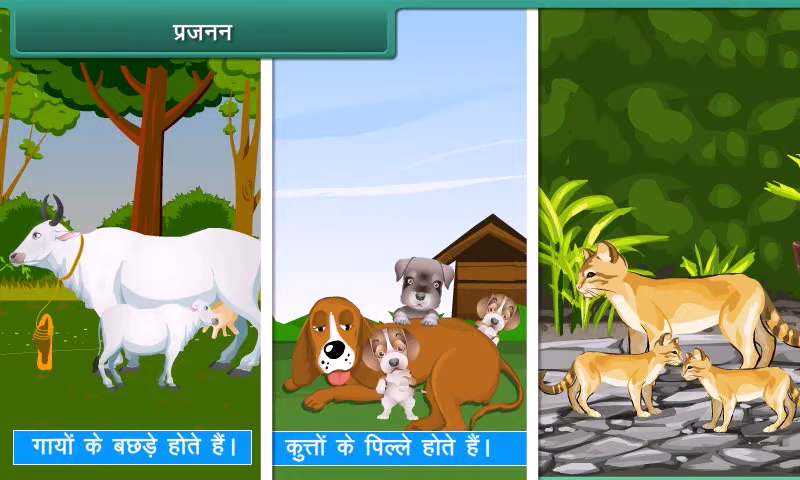 प्रजनन
गायों के बछड़े होते हैं।
कुत्तों के पिल्ले होते हैं।